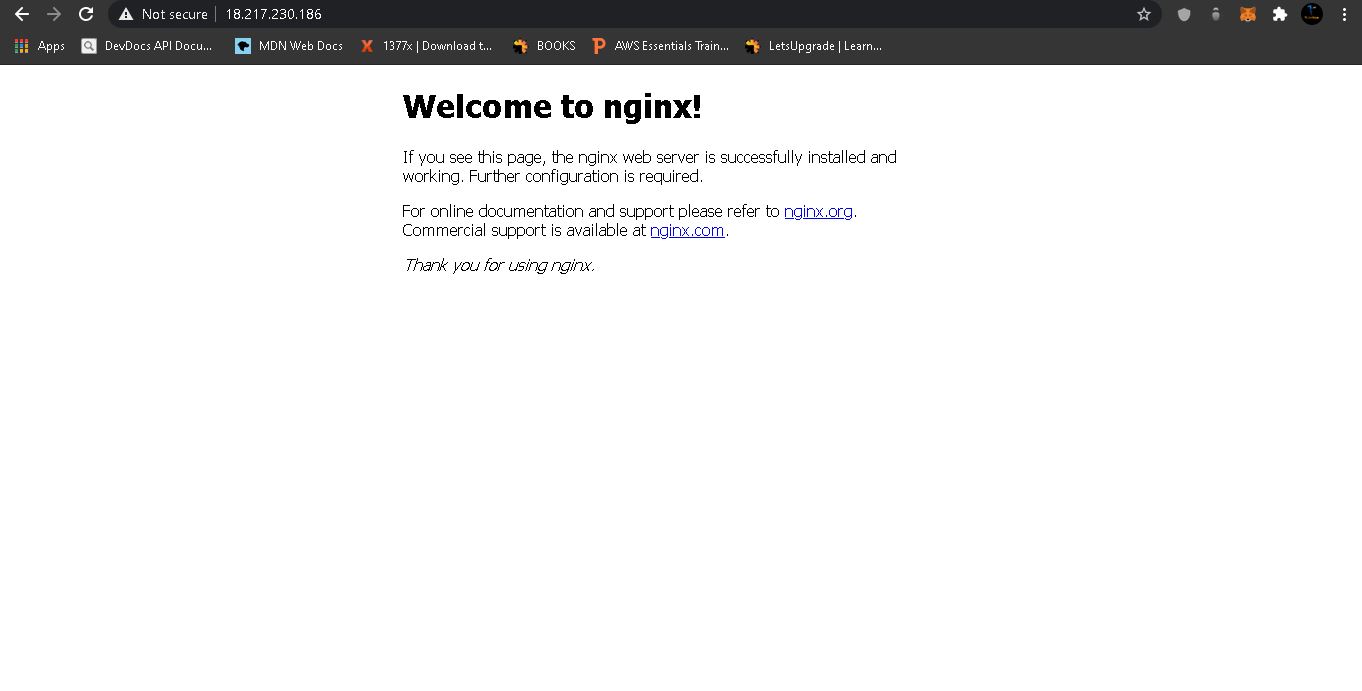 Not secure | 18.217.230.186
Apps DevDocs API Docu... MDN Web Docs 1377x | Download t... BOOKS AWS Essentials Train... LetsUpgrade | Learn...
Welcome to nginx!
If you see this page, the nginx web server is successfully installed and
working. Further configuration is required.
For online documentation and support please refer to nginx.org.
Commercial support is available at nginx.com.
Thank you for using nginx.